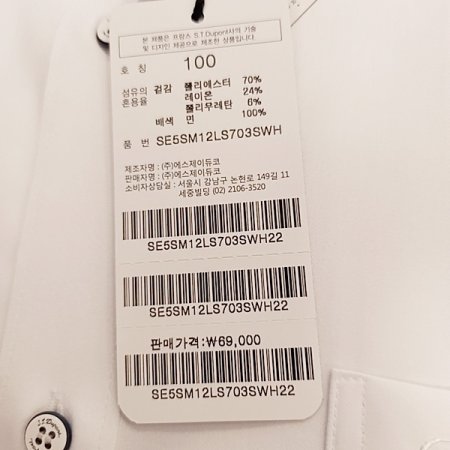 본 제품은 프랑스 S.T.Dupont사의 기술
및 디자인 제공으로 제조한 상품입니다.
호 칭 100
섬유의 겉감 폴리에스터 70%
혼용율 레이온 24%
폴리우레탄 6%
배색 면 100%
품 번 SE5SM12LS703SWH
제조자명 : (주)에스제이듀코
판매자명 : (주)에스제이듀코
소비자상담실 : 서울시 강남구 논현로 149길 11
세중빌딩 (02) 2106-3520
SE5SM12LS703SWH22
SE5SM12LS703SWH22
판매가격:₩69,000
SE5SM12LS703SWH22
S.T. Dupont